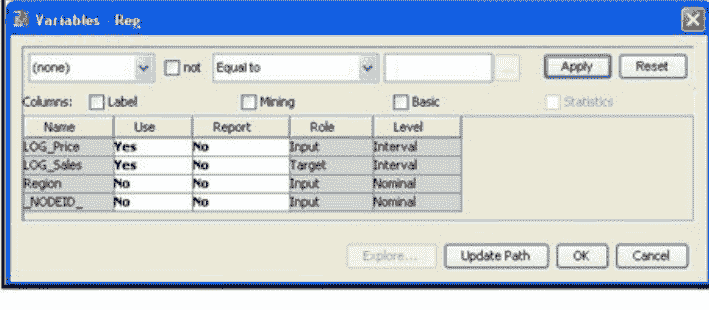 Variables - Reg
(none) not Equal to ... Apply Reset
Columns: Label Mining Basic Statistics
Name Use Report Role Level
LOG_Price Yes No Input Interval
LOG_Sales Yes No Target Interval
Region No No Input Nominal
_NODEID_ No No Input Nominal
Explore... Update Path OK Cancel